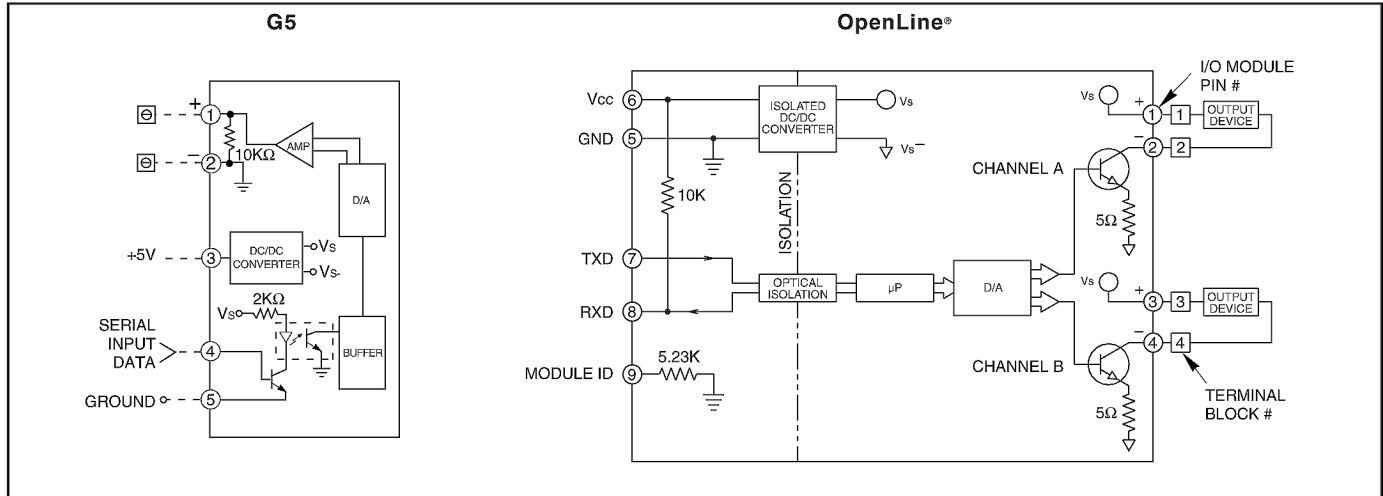 G5
+
1
10KΩ
AMP
−
2
D/A
+5V
3
DC/DC
CONVERTER
Vs
Vs-
2KΩ
Vs
SERIAL
INPUT
DATA
4
BUFFER
GROUND
5
OpenLine®
I/O MODULE
PIN #
Vcc
6
ISOLATED
DC/DC
CONVERTER
Vs
GND
5
Vs−
10K
ISOLATION
TXD
7
OPTICAL
ISOLATION
μP
D/A
RXD
8
MODULE ID
9
5.23K
Vs
+
1
1
OUTPUT
DEVICE
−
2
2
CHANNEL A
5Ω
Vs
+
3
3
OUTPUT
DEVICE
−
4
4
CHANNEL B
5Ω
TERMINAL
BLOCK #